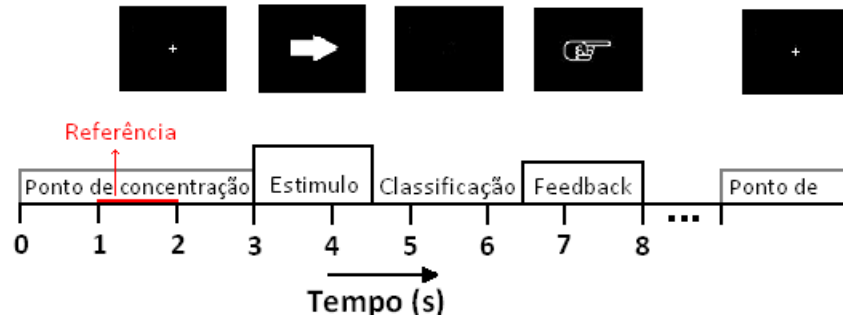 Referência
Ponto de concentração Estimulo Classificação Feedback Ponto de
0 1 2 3 4 5 6 7 8 ...
Tempo (s)